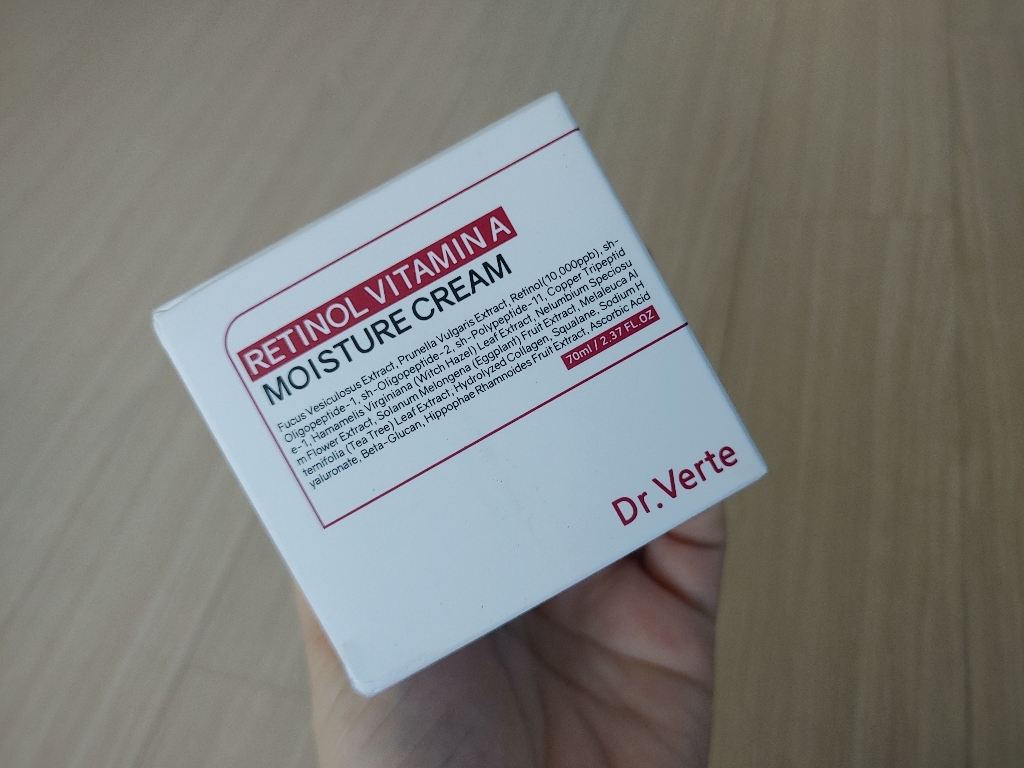 RETINOL VITAMIN A
MOISTURE CREAM
Fucus Vesiculosus Extract, Prunella Vulgaris Extract, Retinol(10,000ppb), sh-
Oligopeptide-1, sh-Oligopeptide-2, sh-Polypeptide-11, Copper Tripeptid
e-1, Hamamelis Virginiana (Witch Hazel) Leaf Extract, Nelumbium Speciosu
m Flower Extract, Solanum Melongena (Eggplant) Fruit Extract, Melaleuca Al
ternifolia (Tea Tree) Leaf Extract, Hydrolyzed Collagen, Squalane, Sodium H
yaluronate, Beta-Glucan, Hippophae Rhamnoides Fruit Extract, Ascorbic Acid
70ml / 2.37 FL.OZ
Dr.Verte